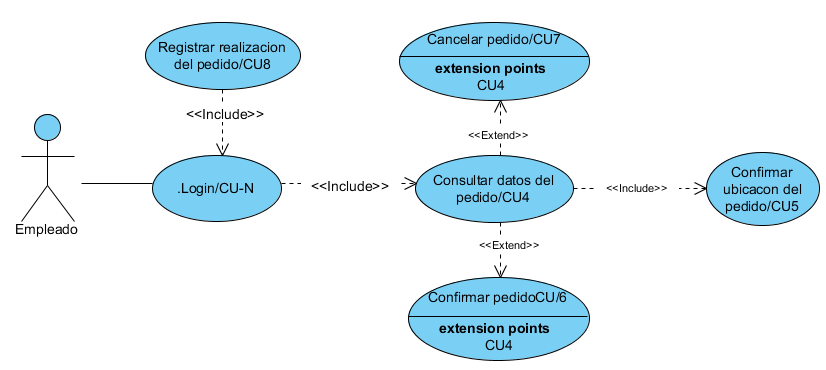 Registrar realizacion
del pedido/CU8
<<Include>>
Empleado
.Login/CU-N
<<Include>>
Cancelar pedido/CU7
extension points
CU4
<<Extend>>
Consultar datos del
pedido/CU4
<<Include>>
Confirmar
ubicacon del
pedido/CU5
<<Extend>>
Confirmar pedidoCU/6
extension points
CU4